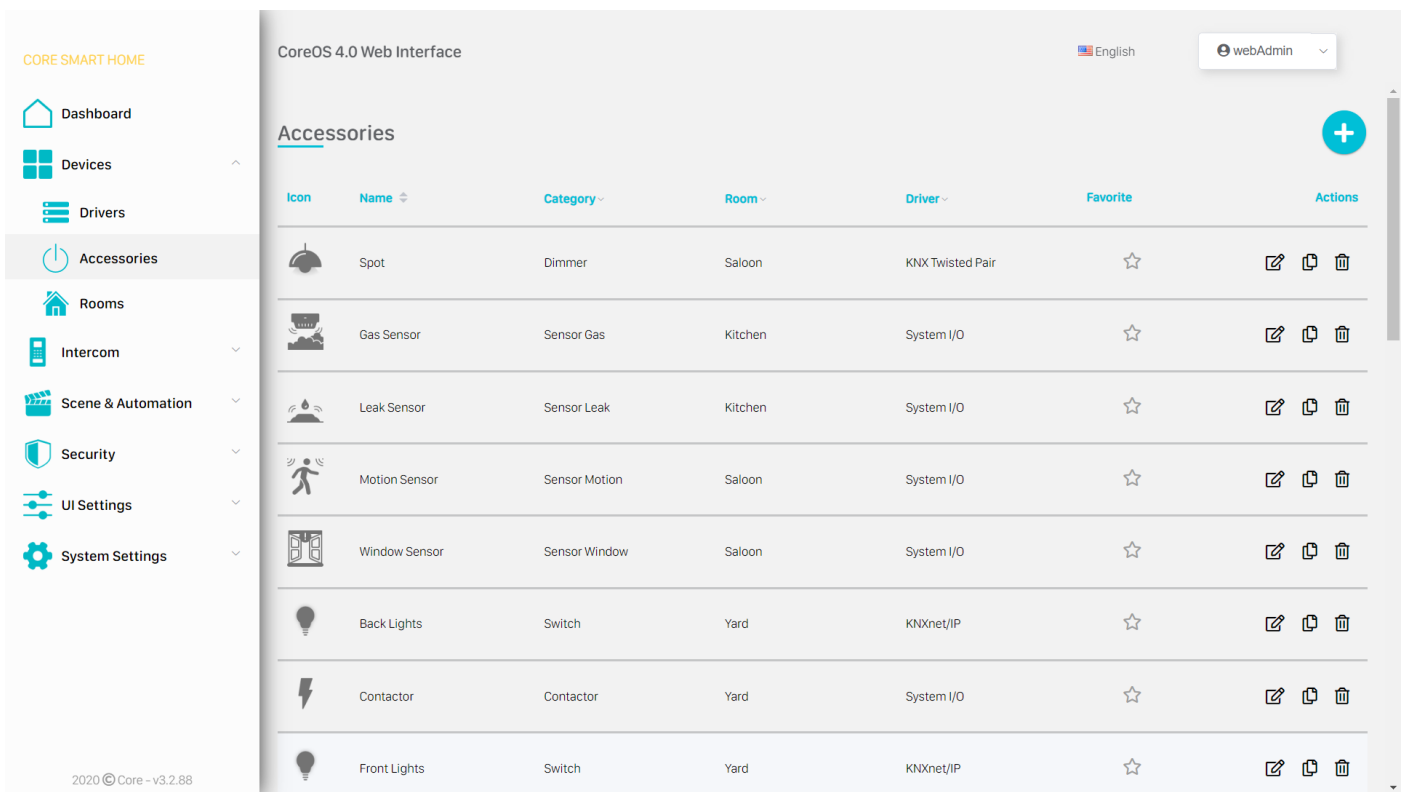 CORE SMART HOME
Dashboard
Devices
Drivers
Accessories
Rooms
Intercom
Scene & Automation
Security
UI Settings
System Settings
2020 © Core - v3.2.88
CoreOS 4.0 Web Interface
English
webAdmin
Accessories
Icon Name Category Room Driver Favorite Actions
Spot Dimmer Saloon KNX Twisted Pair
Gas Sensor Sensor Gas Kitchen System I/O
Leak Sensor Sensor Leak Kitchen System I/O
Motion Sensor Sensor Motion Saloon System I/O
Window Sensor Sensor Window Saloon System I/O
Back Lights Switch Yard KNXnet/IP
Contactor Contactor Yard System I/O
Front Lights Switch Yard KNXnet/IP